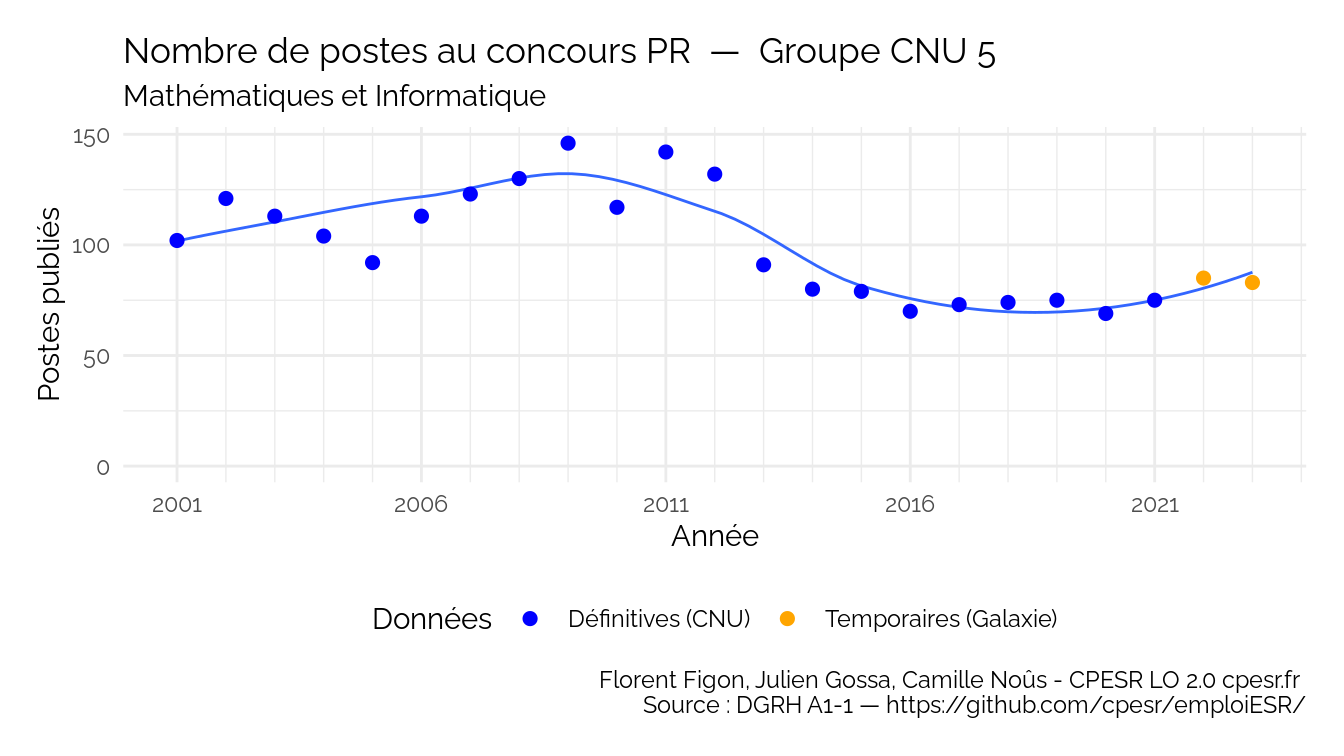 Nombre de postes au concours PR — Groupe CNU 5
Mathématiques et Informatique
Postes publiés
150
100
50
0
2001 2006 2011 2016 2021
Année
Données Définitives (CNU) Temporaires (Galaxie)
Florent Figon, Julien Gossa, Camille Noûs - CPESR LO 2.0 cpesr.fr
Source : DGRH A1-1 — https://github.com/cpesr/emploiESR/